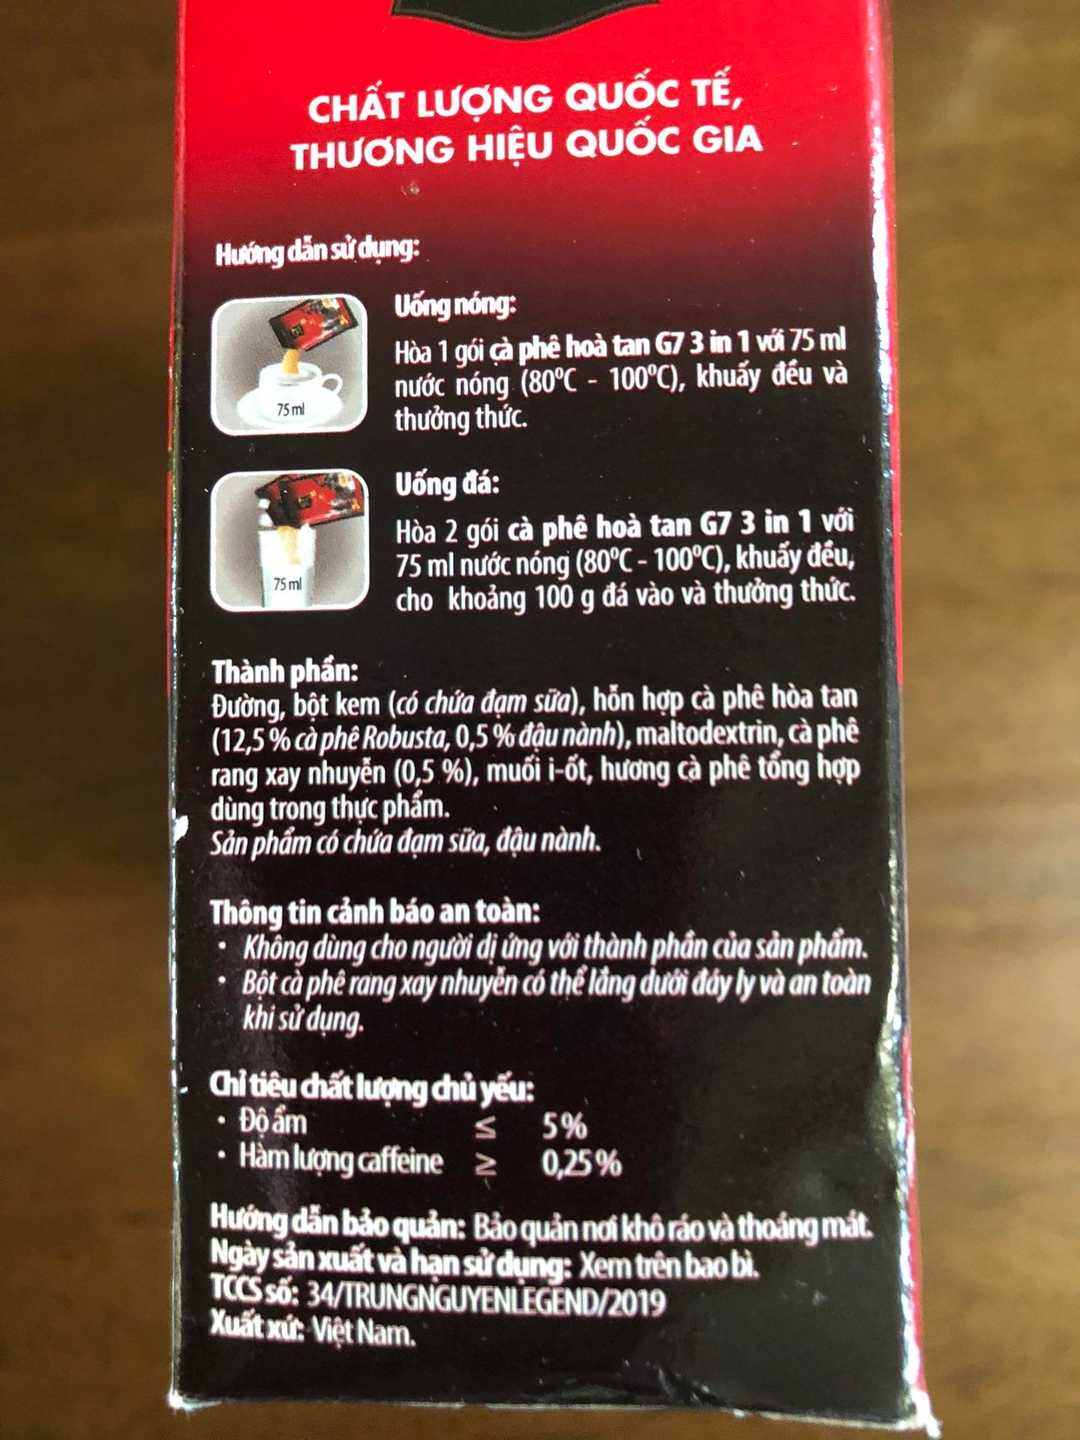 CHẤT LƯỢNG QUỐC TẾ,
THƯƠNG HIỆU QUỐC GIA
Hướng dẫn sử dụng:
75 ml
Uống nóng:
Hòa 1 gói cà phê hoà tan G7 3 in 1 với 75 ml
nước nóng (80ºC - 100ºC), khuấy đều và
thưởng thức.
75 ml
Uống đá:
Hòa 2 gói cà phê hoà tan G7 3 in 1 với
75 ml nước nóng (80ºC - 100ºC), khuấy đều,
cho khoảng 100 g đá vào và thưởng thức.
Thành phần:
Đường, bột kem (có chứa đạm sữa), hỗn hợp cà phê hòa tan
(12,5 % cà phê Robusta, 0,5 % đậu nành), maltodextrin, cà phê
rang xay nhuyễn (0,5 %), muối i-ốt, hương cà phê tổng hợp
dùng trong thực phẩm.
Sản phẩm có chứa đạm sữa, đậu nành.
Thông tin cảnh báo an toàn:
• Không dùng cho người dị ứng với thành phần của sản phẩm.
• Bột cà phê rang xay nhuyễn có thể lắng dưới đáy ly và an toàn
khi sử dụng.
Chỉ tiêu chất lượng chủ yếu:
• Độ ẩm ≤ 5 %
• Hàm lượng caffeine ≥ 0,25 %
Hướng dẫn bảo quản: Bảo quản nơi khô ráo và thoáng mát.
Ngày sản xuất và hạn sử dụng: Xem trên bao bì.
TCCS số: 34/TRUNGNGUYENLEGEND/2019
Xuất xứ: Việt Nam.